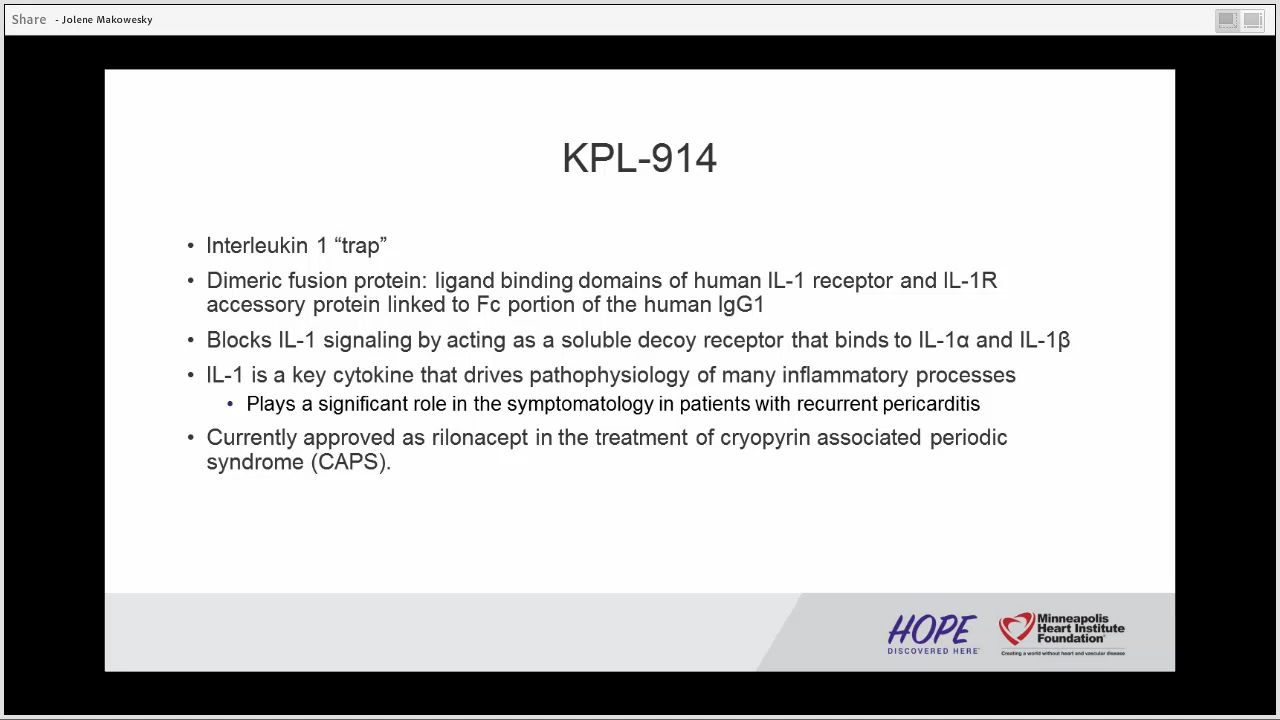 Share - Jolene Makowesky
KPL-914
• Interleukin 1 “trap”
• Dimeric fusion protein: ligand binding domains of human IL-1 receptor and IL-1R
accessory protein linked to Fc portion of the human IgG1
• Blocks IL-1 signaling by acting as a soluble decoy receptor that binds to IL-1α and IL-1β
• IL-1 is a key cytokine that drives pathophysiology of many inflammatory processes
• Plays a significant role in the symptomatology in patients with recurrent pericarditis
• Currently approved as rilonacept in the treatment of cryopyrin associated periodic
syndrome (CAPS).
HOPE
DISCOVERED HERE
Minneapolis
Heart Institute
Foundation
Creating a world without heart and vascular disease